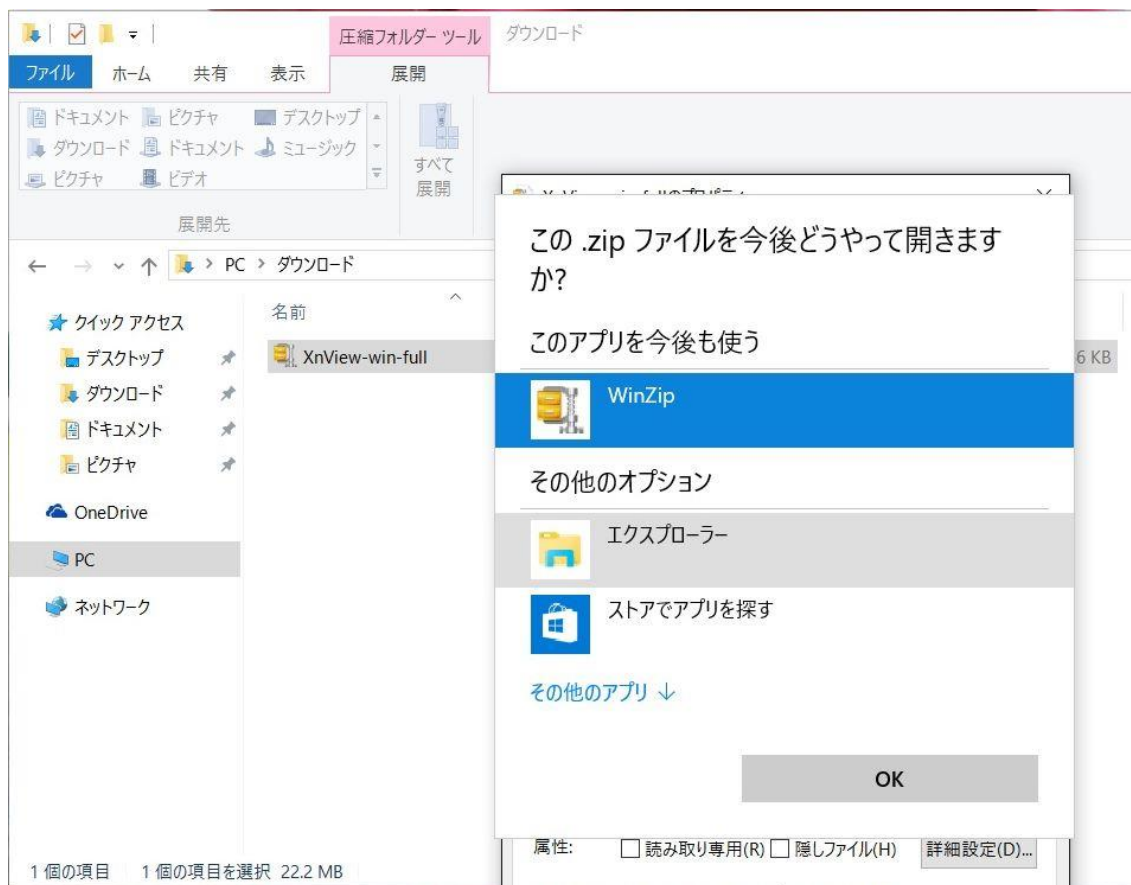 圧縮フォルダー ツール
ダウンロード
ファイル
ホーム
共有
表示
展開
ドキュメント
ピクチャ
デスクトップ
ダウンロード
ドキュメント
ミュージック
ピクチャ
ビデオ
すべて
展開
展開先
PC
ダウンロード
クイック アクセス
デスクトップ
ダウンロード
ドキュメント
ピクチャ
OneDrive
PC
ネットワーク
名前
XnView-win-full
6 KB
この .zip ファイルを今後どうやって開きます
か?
このアプリを今後も使う
WinZip
その他のオプション
エクスプローラー
ストアでアプリを探す
その他のアプリ
OK
属性:
読み取り専用(R)
隠しファイル(H)
詳細設定(D)...
1 個の項目
1 個の項目を選択 22.2 MB